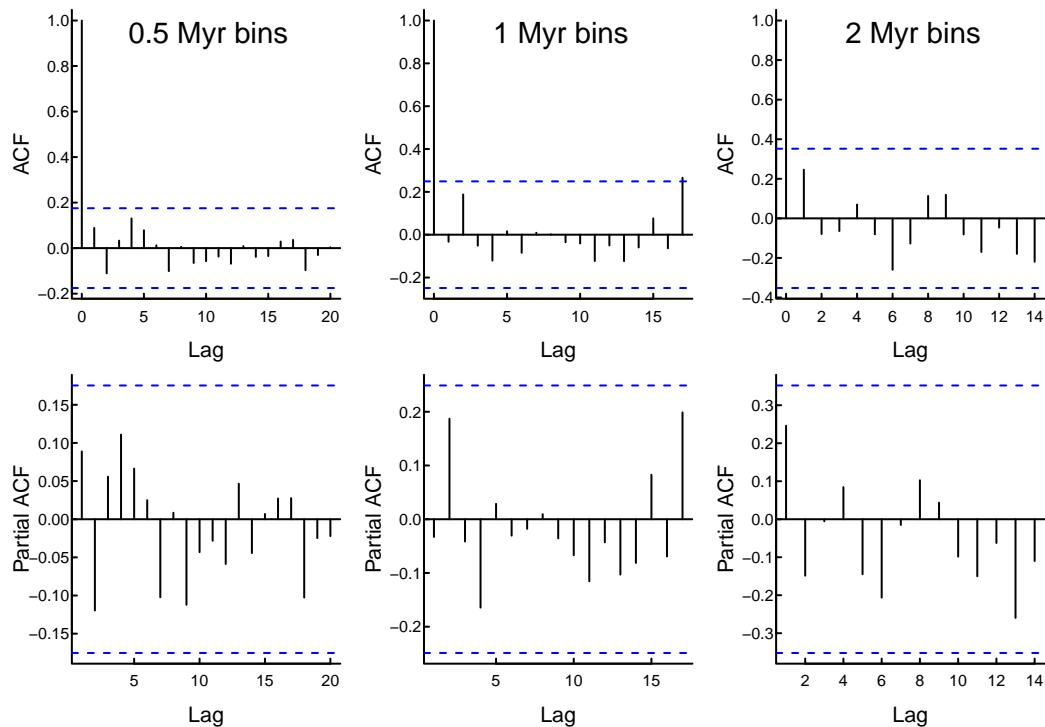 0.5 Myr bins
ACF
1.0
0.8
0.6
0.4
0.2
0.0
−0.2
0 5 10 15 20
Lag
1 Myr bins
ACF
1.0
0.8
0.6
0.4
0.2
0.0
−0.2
0 5 10 15
Lag
2 Myr bins
ACF
1.0
0.8
0.6
0.4
0.2
0.0
−0.2
−0.4
0 2 4 6 8 10 12 14
Lag
Partial ACF
0.15
0.10
0.05
0.00
−0.05
−0.10
−0.15
5 10 15 20
Lag
Partial ACF
0.2
0.1
0.0
−0.1
−0.2
5 10 15
Lag
Partial ACF
0.3
0.2
0.1
0.0
−0.1
−0.2
−0.3
2 4 6 8 10 12 14
Lag